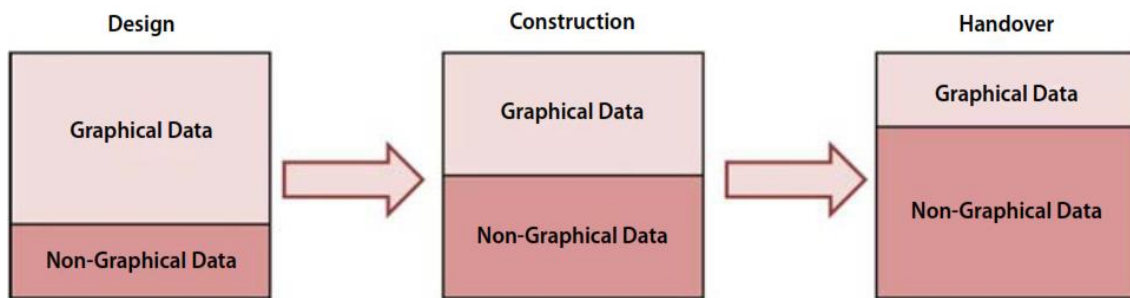 Design
Construction
Handover
Graphical Data
Graphical Data
Graphical Data
Non-Graphical Data
Non-Graphical Data
Non-Graphical Data